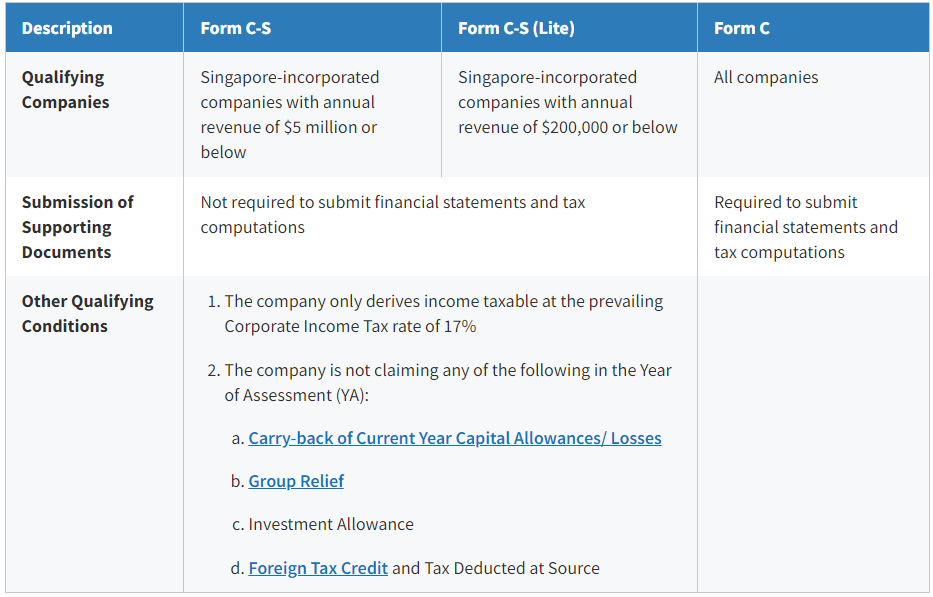 Description
Form C-S
Form C-S (Lite)
Form C
Qualifying
Companies
Singapore-incorporated
companies with annual
revenue of $5 million or
below
Singapore-incorporated
companies with annual
revenue of $200,000 or below
All companies
Submission of
Supporting
Documents
Not required to submit financial statements and tax
computations
Required to submit
financial statements and
tax computations
Other Qualifying
Conditions
1. The company only derives income taxable at the prevailing
Corporate Income Tax rate of 17%
2. The company is not claiming any of the following in the Year
of Assessment (YA):
a. Carry-back of Current Year Capital Allowances/ Losses
b. Group Relief
c. Investment Allowance
d. Foreign Tax Credit and Tax Deducted at Source